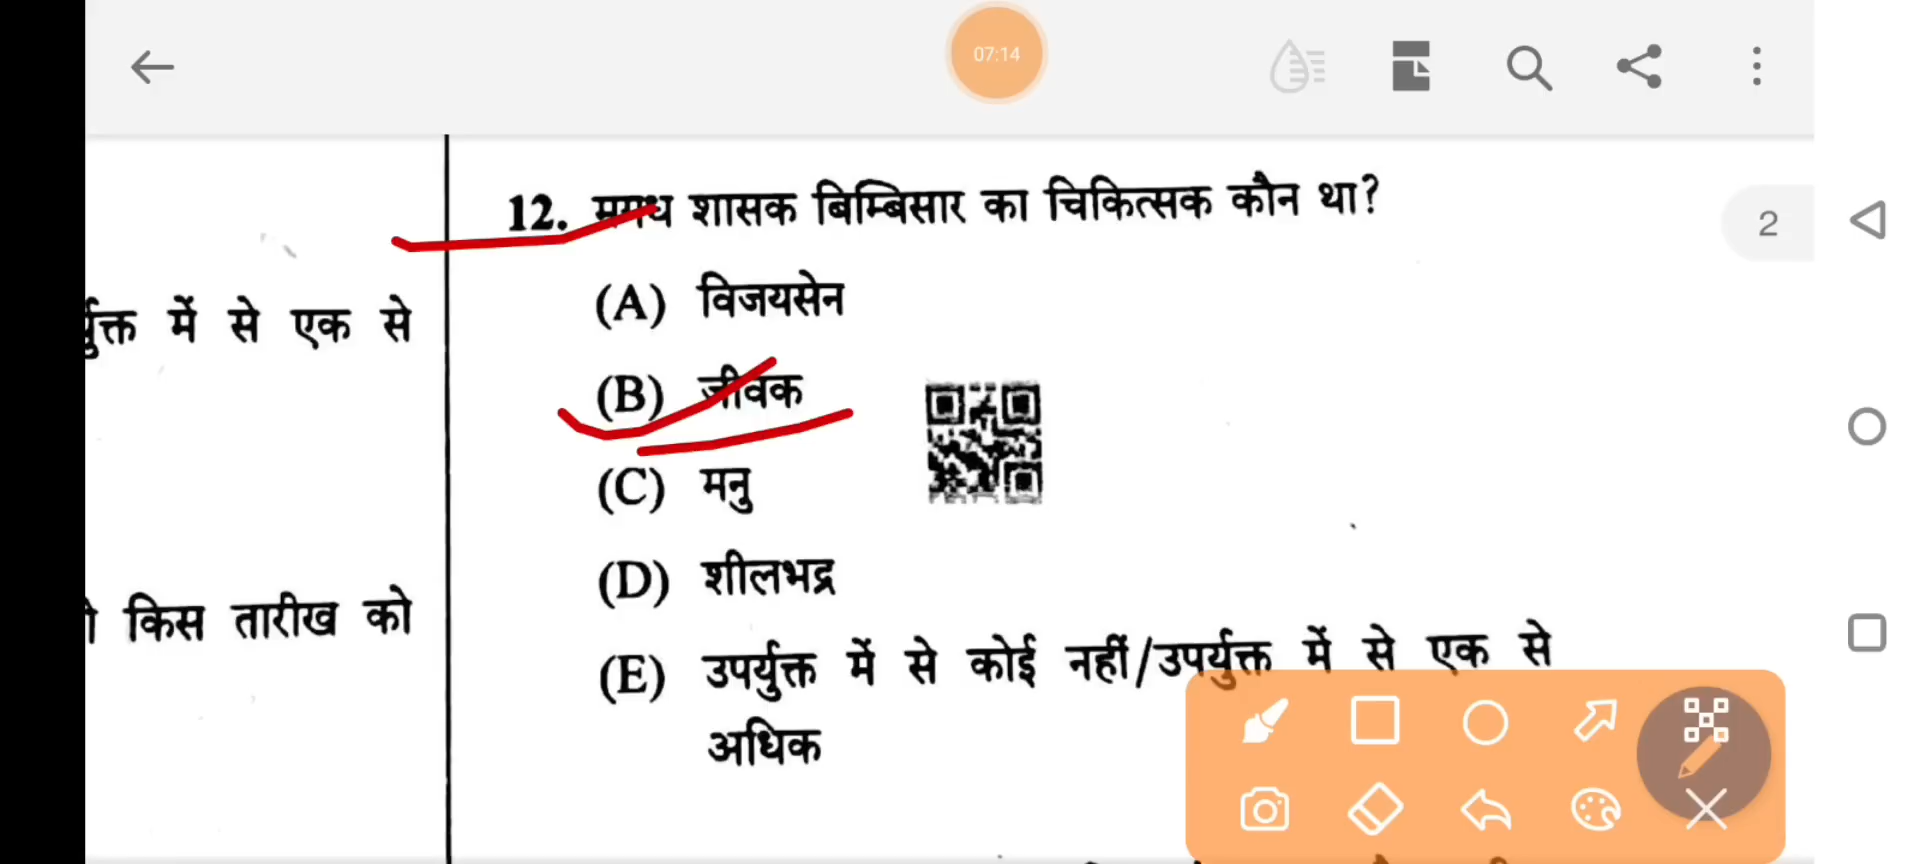 07:14
2
र्युक्त में से एक से
किस तारीख को
12. मगध शासक बिम्बिसार का चिकित्सक कौन था?
(A) विजयसेन
(B) जीवक
(C) मनु
(D) शीलभद्र
(E) उपर्युक्त में से कोई नहीं/उपर्युक्त में से एक से
अधिक